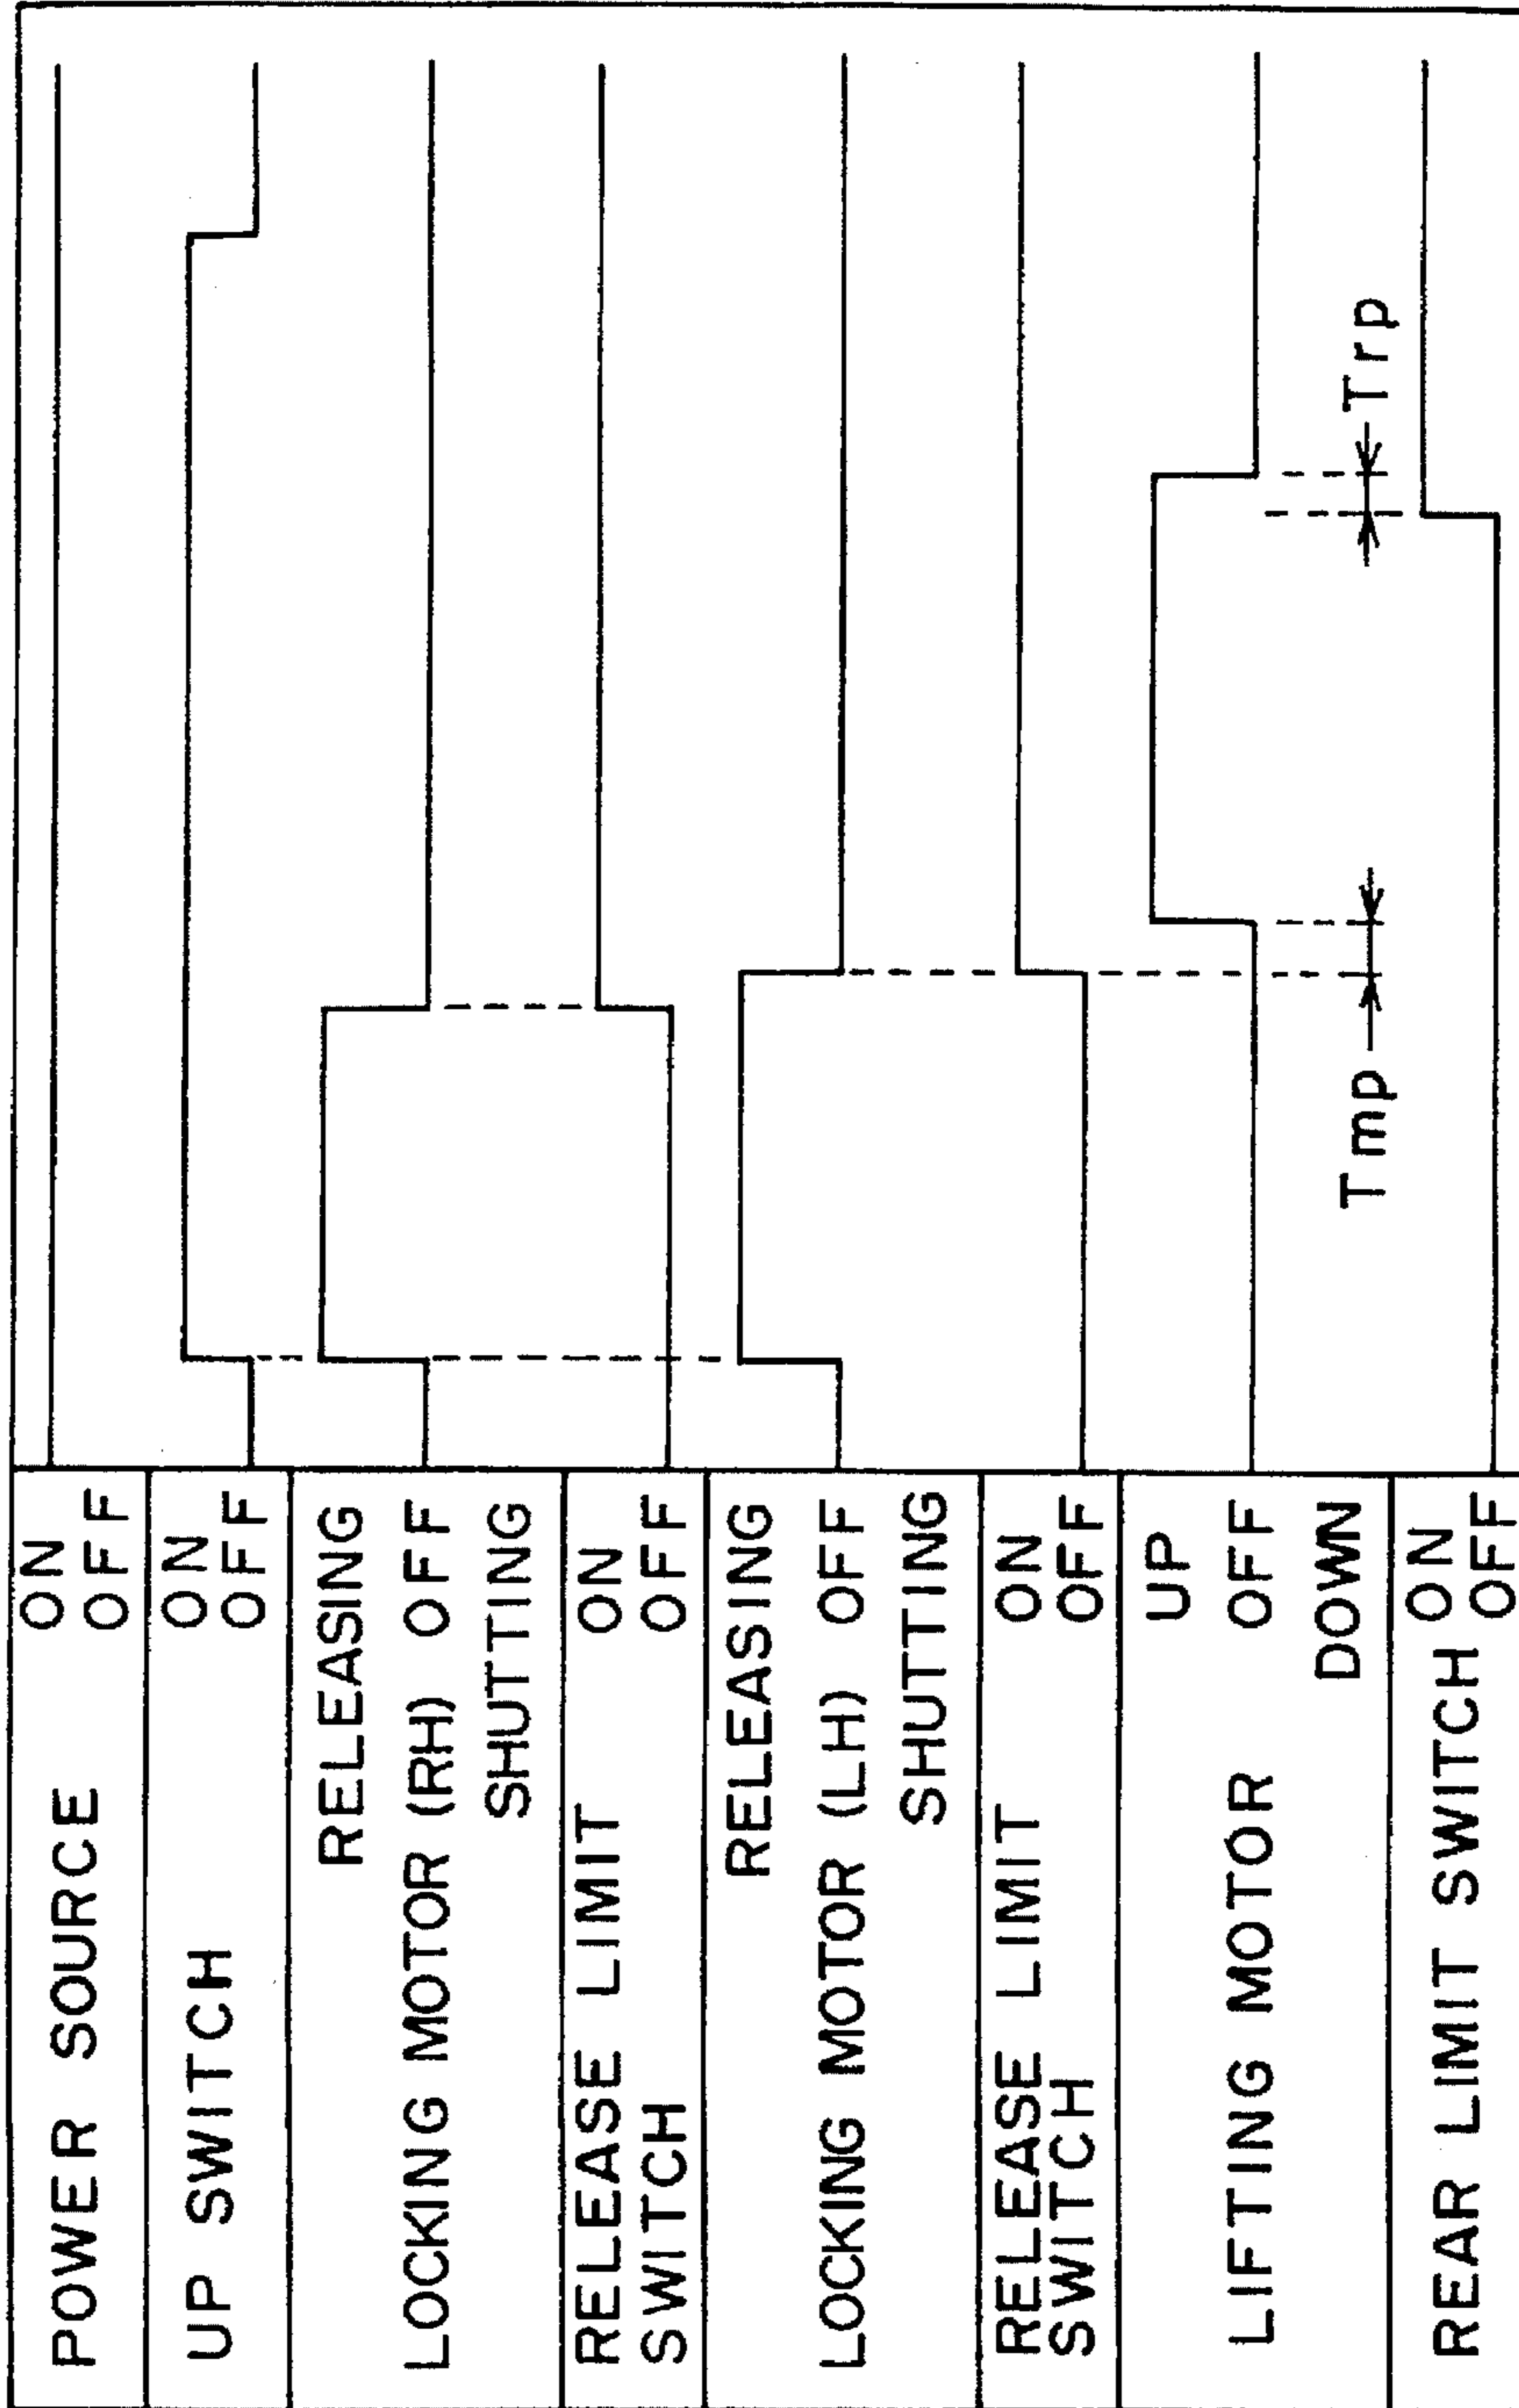 POWER SOURCE ON
OFF
UP SWITCH ON
OFF
RELEASING
LOCKING MOTOR (RH) OFF
SHUTTING
RELEASE LIMIT ON
SWITCH OFF
RELEASING
LOCKING MOTOR (LH) OFF
SHUTTING
RELEASE LIMIT ON
SWITCH OFF
UP
LIFTING MOTOR OFF
DOWN
Tmp
Trp
REAR LIMIT SWITCH ON
OFF